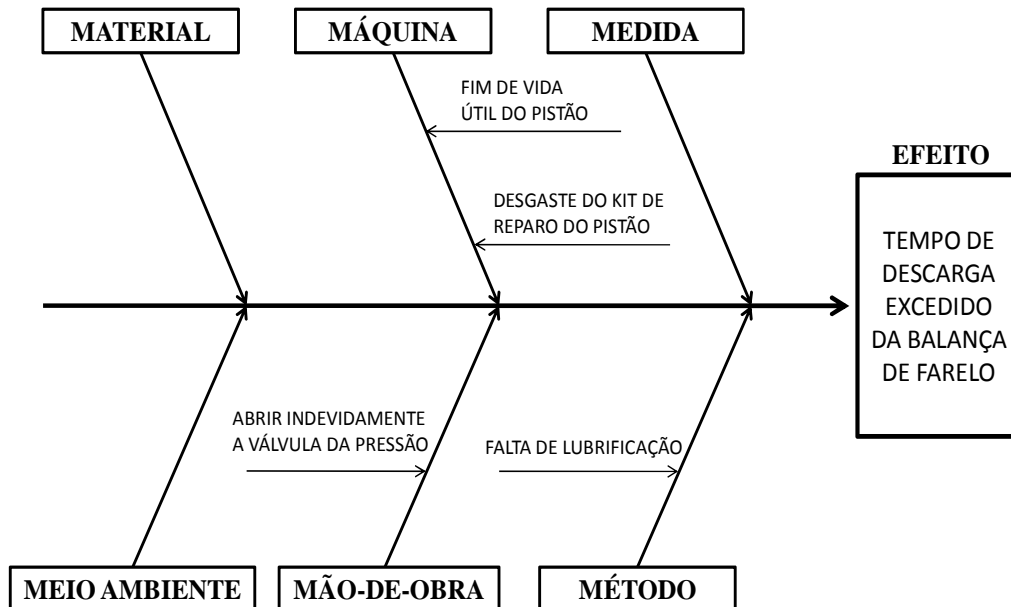 MATERIAL
MÁQUINA
MEDIDA
FIM DE VIDA
ÚTIL DO PISTÃO
EFEITO
DESGASTE DO KIT DE
REPARO DO PISTÃO
TEMPO DE
DESCARGA
EXCEDIDO
DA BALANÇA
DE FARELO
ABRIR INDEVIDAMENTE
A VÁLVULA DA PRESSÃO
FALTA DE LUBRIFICAÇÃO
MEIO AMBIENTE
MÃO-DE-OBRA
MÉTODO